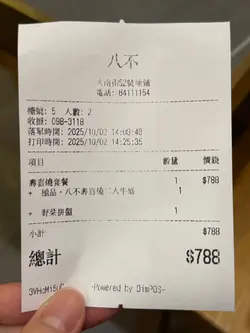 八不
大南街52號地鋪
電話: 64111154
檯號: 5 人數: 2
收據: 098-3118
落單時間: 2025/10/02 14:03:48
打印時間: 2025/10/02 14:25:35
項目 數量 價錢
壽喜燒套餐 1 $788
+ 風品，八不壽喜燒二人牛宴 1
+ 野菜拼盤 1
小計 $788
總計 $788
-Powered by DimPOS-